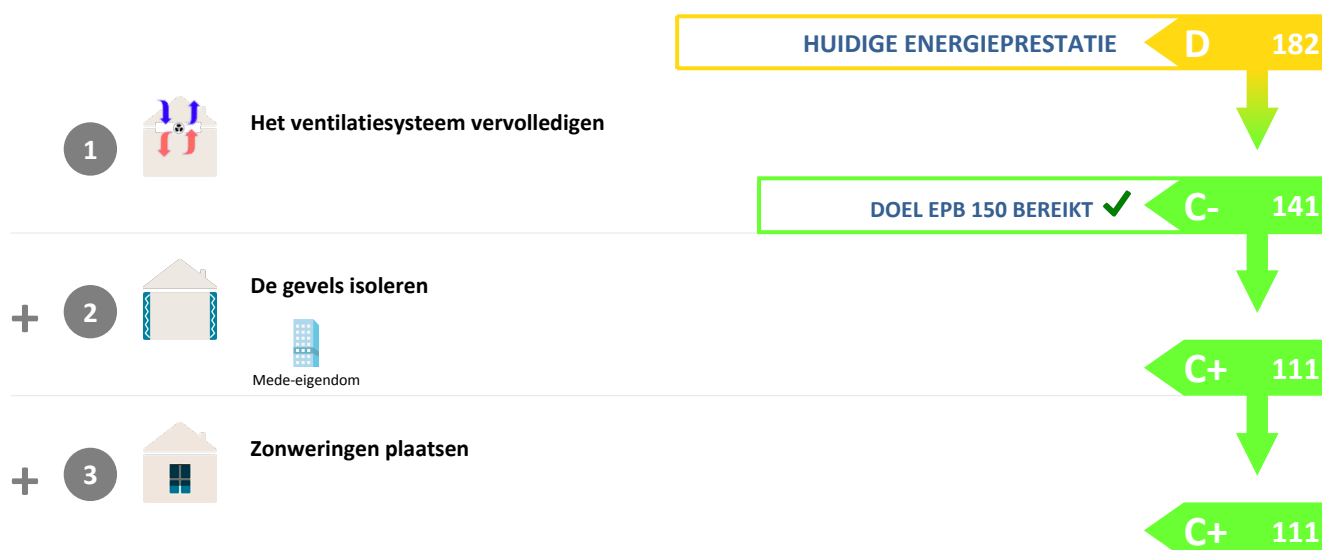 HUIDIGE ENERGIEPRESTATIE D 182
1 Het ventilatiesysteem vervolledigen
DOEL EPB 150 BEREIKT ✔ C- 141
+ 2 De gevels isoleren
Mede-eigendom
C+ 111
+ 3 Zonweringen plaatsen
C+ 111